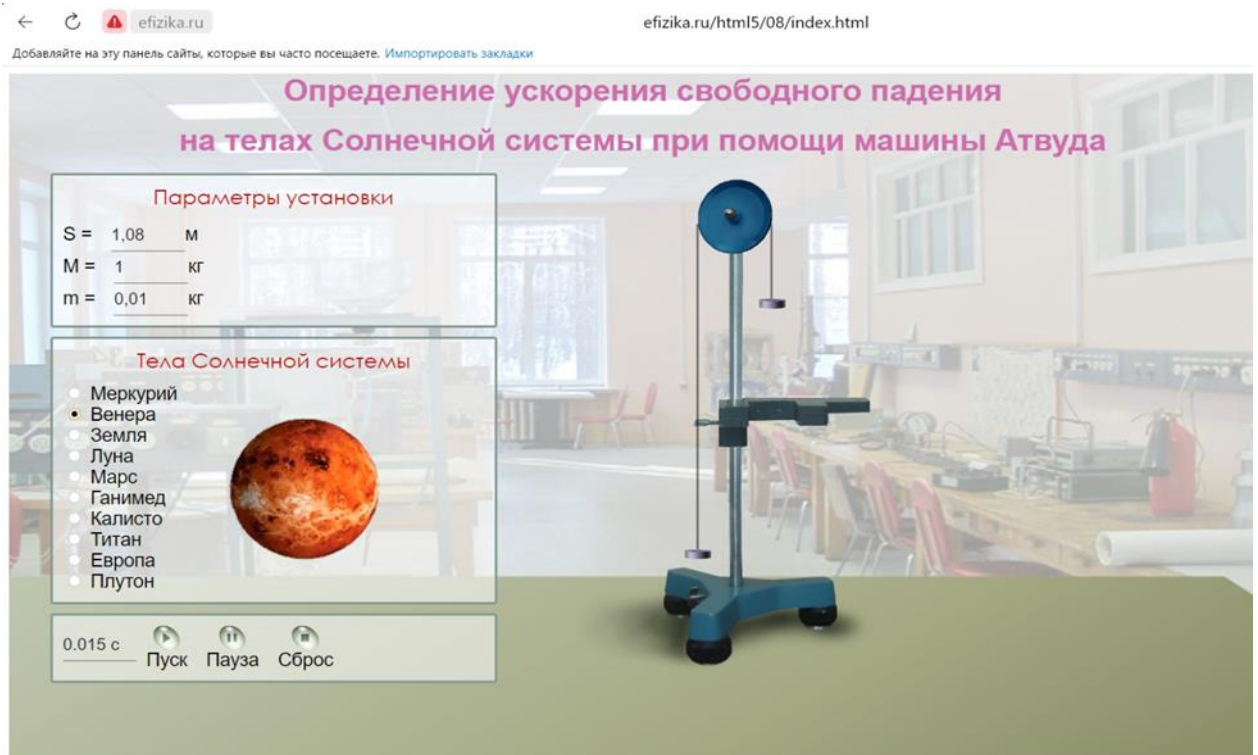 efizika.ru
efizika.ru/html5/08/index.html
Добавляйте на эту панель сайты, которые вы часто посещаете. Импортировать закладки
Определение ускорения свободного падения
на телах Солнечной системы при помощи машины Атвуда
Параметры установки
S = 1,08 м
M = 1 кг
m = 0,01 кг
Тела Солнечной системы
Меркурий
Венера
Земля
Луна
Марс
Ганимед
Калисто
Титан
Европа
Плутон
0.015 с
Пуск Пауза Сброс